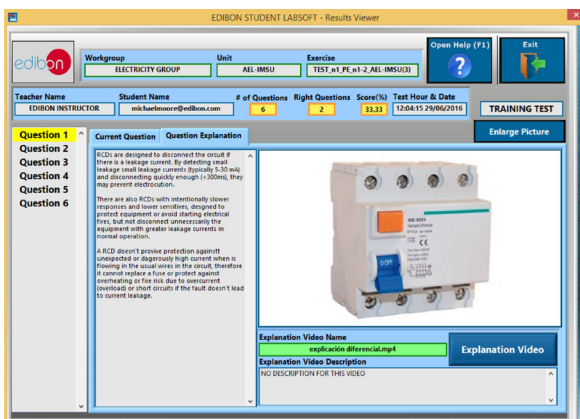 EDIBON STUDENT LABSOFT - Results Viewer
edibon
Workgroup
ELECTRICITY GROUP
Unit
AEL-IMSU
Exercise
TEST_n1_PE_n1-2_AEL-IMSU(3)
Open Help (F1)
?
Exit
Teacher Name
EDIBON INSTRUCTOR
Student Name
michaelmoore@edibon.com
# of Questions
6
Right Questions
2
Score(%)
33,33
Test Hour & Date
12:04:15 29/06/2016
TRAINING TEST
Question 1
Question 2
Question 3
Question 4
Question 5
Question 6
Current Question
Question Explanation
Enlarge Picture
RCDs are designed to disconnect the circuit if
there is a leakage current. By detecting small
leakage small leakage currents (typically 5-30 mA)
and disconnecting quickly enough (<300ms), they
may prevent electrocution.
There are also RCDs with intentionally slower
responses and lower sensitives, designed to
protect equipment or avoid starting electrical
fires, but not disconnect unnecessarily the
equipment with greater leakage currents in
normal operation.
A RCD doesn't provive protection againstt
unexpected or dagerously high current when is
flowing in the usual wires in the circuit, therefore
it cannot replace a fuse or protect against
overheating or fire risk due to overcurrent
(overload) or short circuits if the fault doesn't lead
to current leakage.
CE
OFF
Explanation Video Name
explicación diferencial.mp4
Explanation Video
Explanation Video Description
NO DESCRIPTION FOR THIS VIDEO